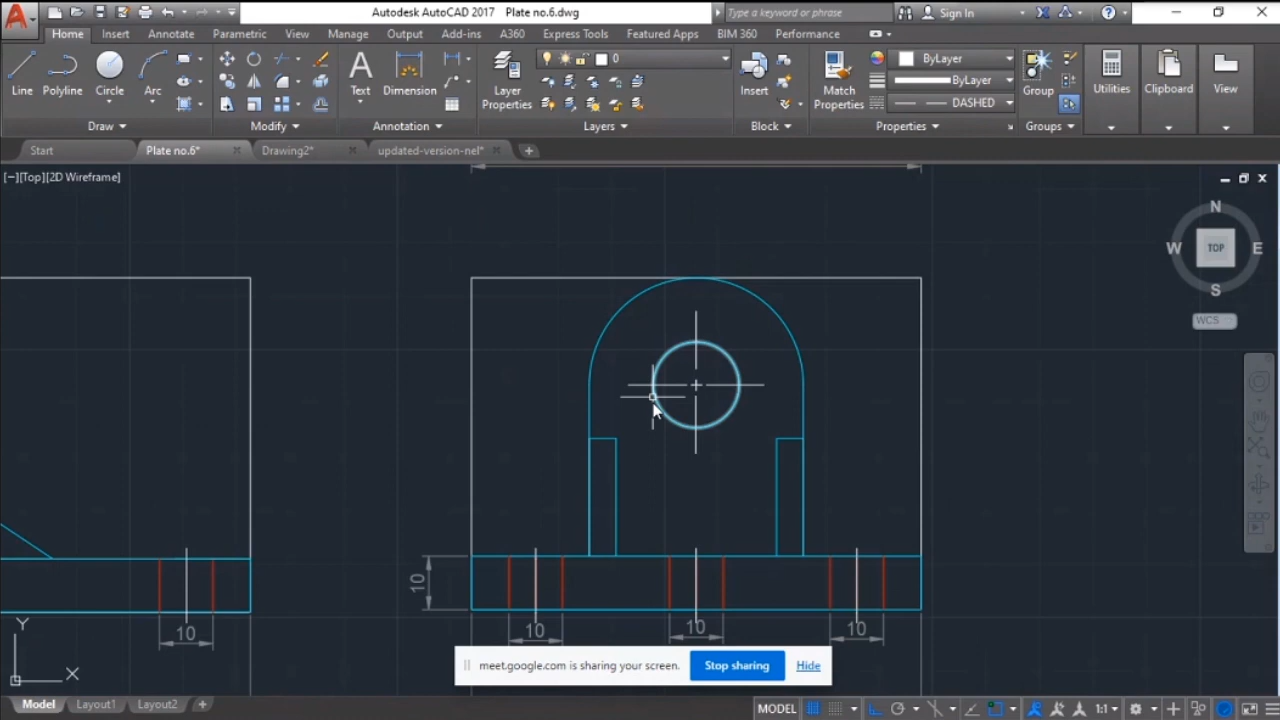 Autodesk AutoCAD 2017 Plate no.6.dwg
Type a keyword or phrase
Sign In
Home Insert Annotate Parametric View Manage Output Add-ins A360 Express Tools Featured Apps BIM 360 Performance
Line Polyline Circle Arc
Text Dimension
Layer Properties
0
Insert
Match Properties
ByLayer
ByLayer
DASHED
Group
Utilities
Clipboard
View
Draw Modify Annotation Layers Block Properties Groups
Start Plate no.6* Drawing2* updated-version-nel*
[−][Top][2D Wireframe]
N
W TOP E
S
WCS
10
10
10
10
10
Y
X
meet.google.com is sharing your screen. Stop sharing Hide
Model Layout1 Layout2
MODEL 1:1